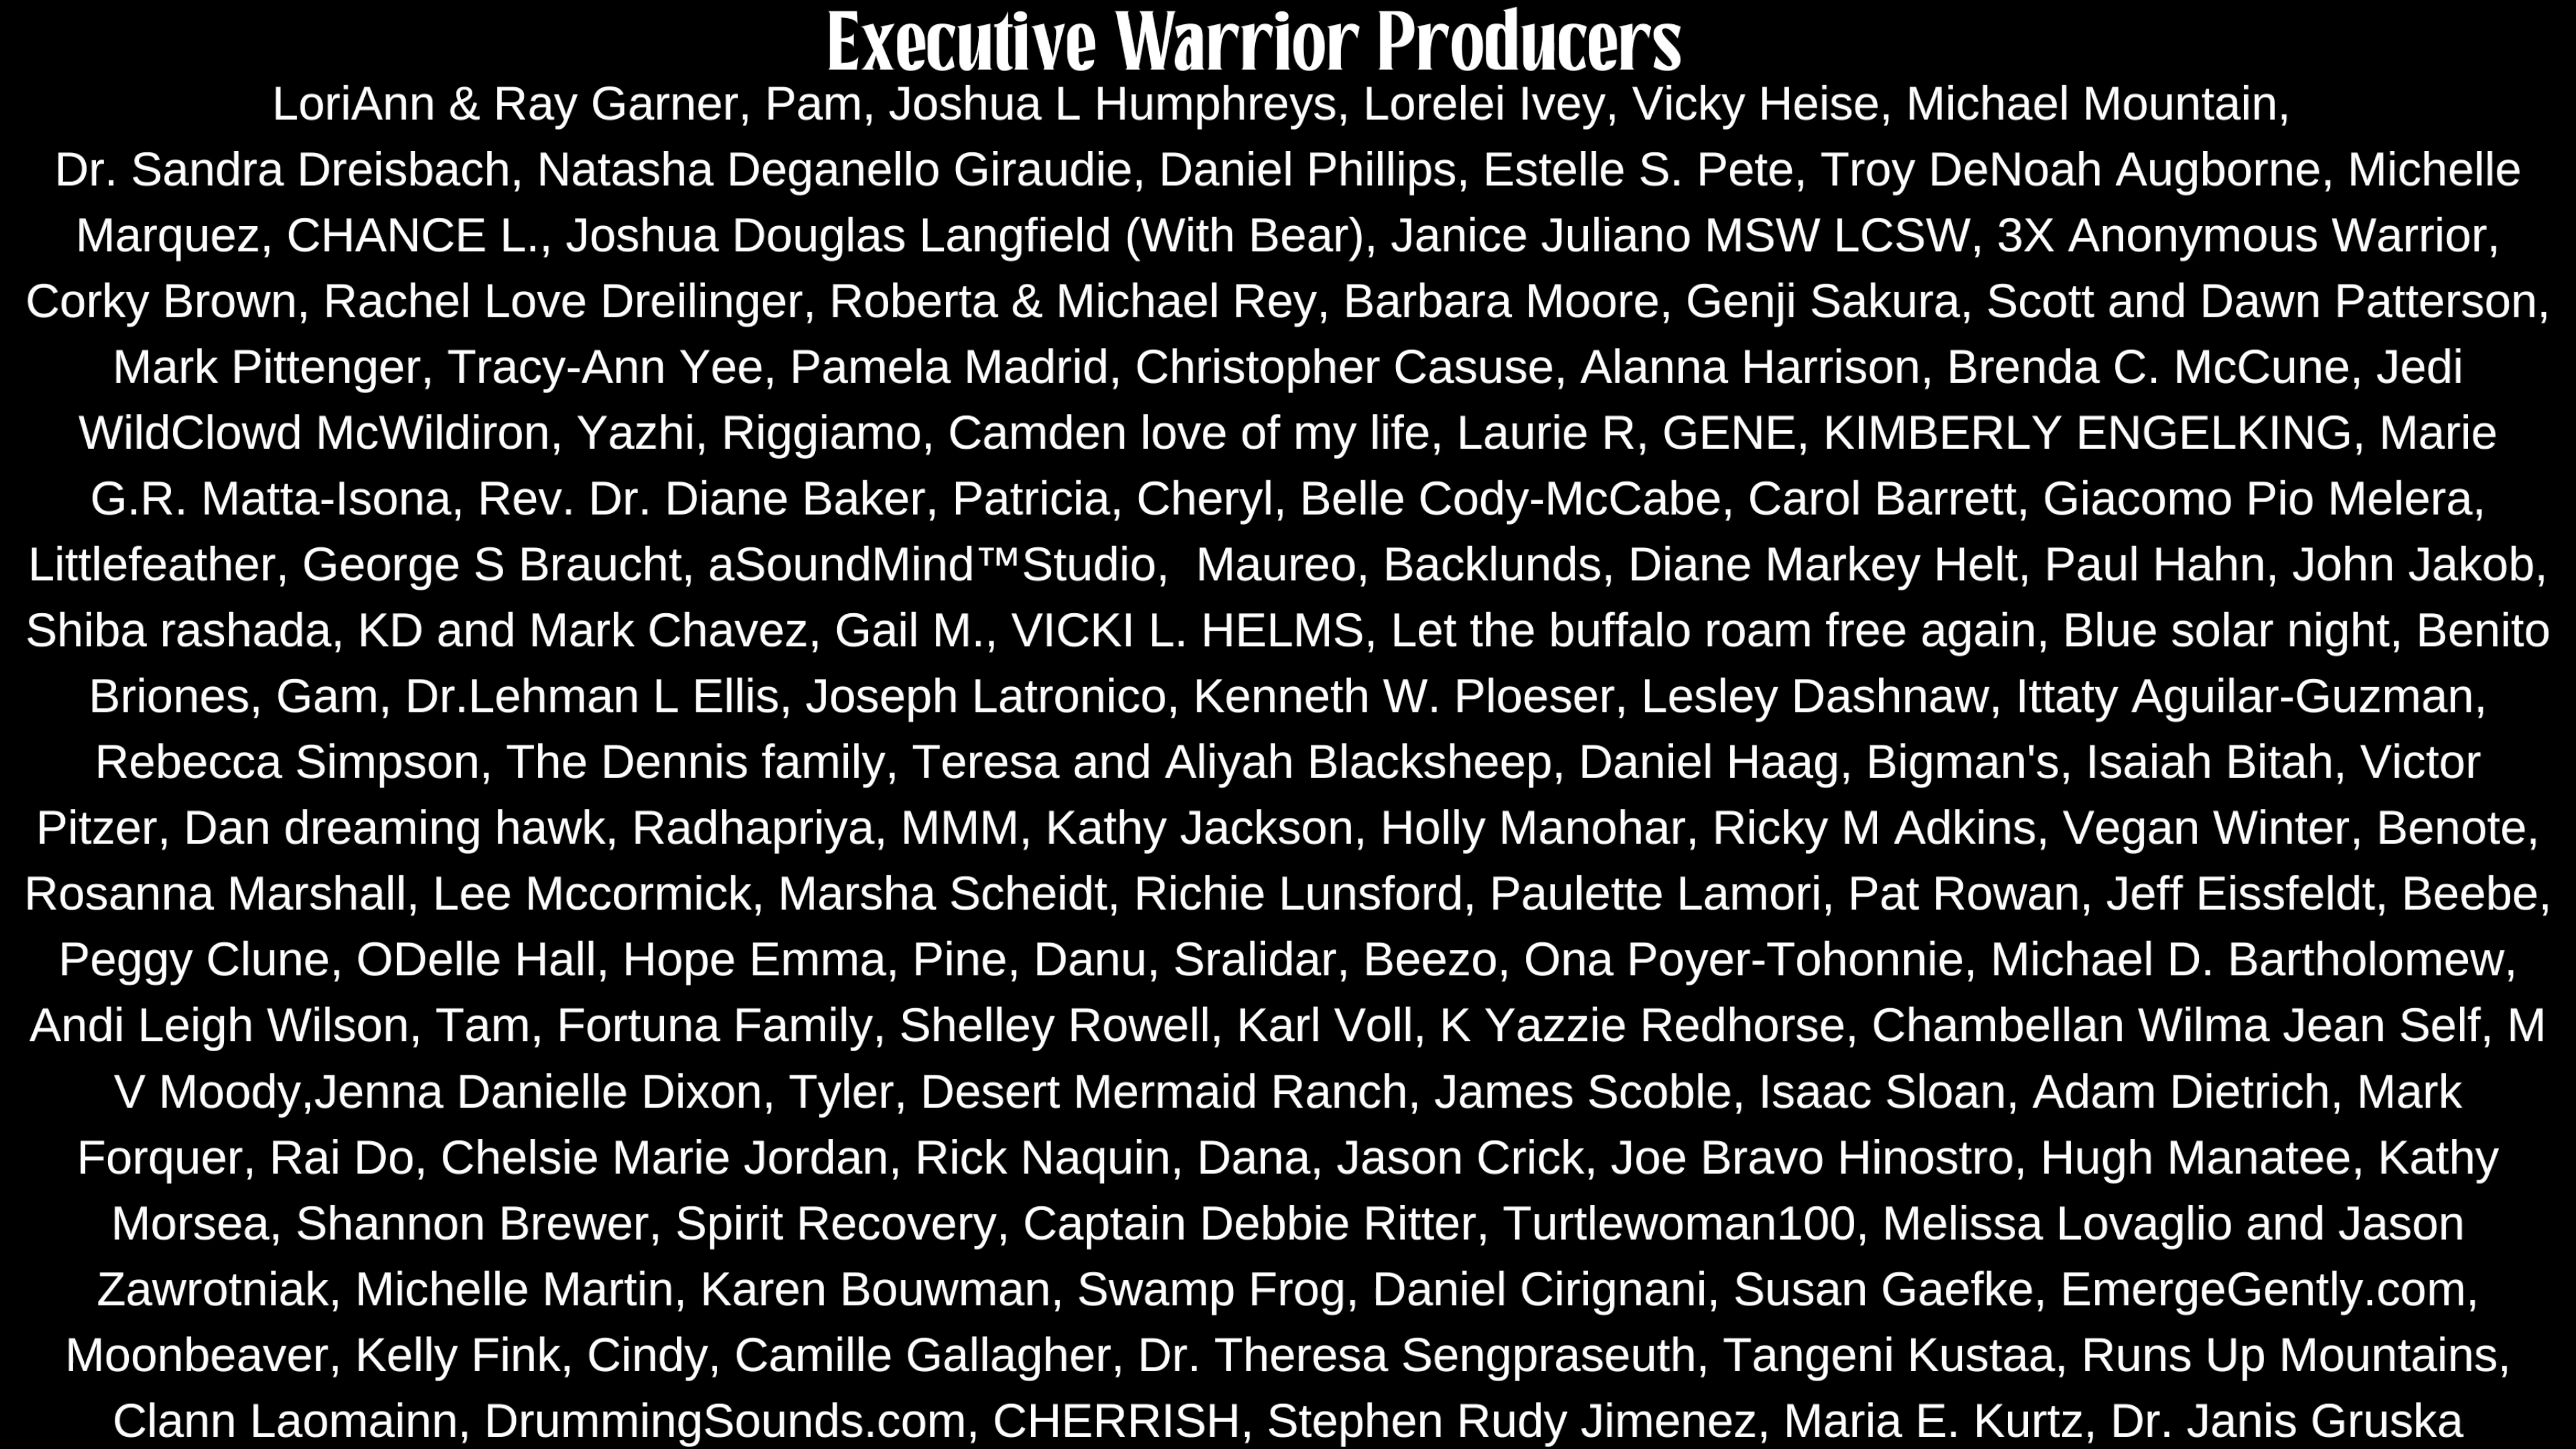 Executive Warrior Producers
LoriAnn & Ray Garner, Pam, Joshua L Humphreys, Lorelei Ivey, Vicky Heise, Michael Mountain,
Dr. Sandra Dreisbach, Natasha Deganello Giraudie, Daniel Phillips, Estelle S. Pete, Troy DeNoah Augborne, Michelle
Marquez, CHANCE L., Joshua Douglas Langfield (With Bear), Janice Juliano MSW LCSW, 3X Anonymous Warrior,
Corky Brown, Rachel Love Dreilinger, Roberta & Michael Rey, Barbara Moore, Genji Sakura, Scott and Dawn Patterson,
Mark Pittenger, Tracy-Ann Yee, Pamela Madrid, Christopher Casuse, Alanna Harrison, Brenda C. McCune, Jedi
WildClowd McWildiron, Yazhi, Riggiamo, Camden love of my life, Laurie R, GENE, KIMBERLY ENGELKING, Marie
G.R. Matta-Isona, Rev. Dr. Diane Baker, Patricia, Cheryl, Belle Cody-McCabe, Carol Barrett, Giacomo Pio Melera,
Littlefeather, George S Braucht, aSoundMind™Studio,  Maureo, Backlunds, Diane Markey Helt, Paul Hahn, John Jakob,
Shiba rashada, KD and Mark Chavez, Gail M., VICKI L. HELMS, Let the buffalo roam free again, Blue solar night, Benito
Briones, Gam, Dr.Lehman L Ellis, Joseph Latronico, Kenneth W. Ploeser, Lesley Dashnaw, Ittaty Aguilar-Guzman,
Rebecca Simpson, The Dennis family, Teresa and Aliyah Blacksheep, Daniel Haag, Bigman's, Isaiah Bitah, Victor
Pitzer, Dan dreaming hawk, Radhapriya, MMM, Kathy Jackson, Holly Manohar, Ricky M Adkins, Vegan Winter, Benote,
Rosanna Marshall, Lee Mccormick, Marsha Scheidt, Richie Lunsford, Paulette Lamori, Pat Rowan, Jeff Eissfeldt, Beebe,
Peggy Clune, ODelle Hall, Hope Emma, Pine, Danu, Sralidar, Beezo, Ona Poyer-Tohonnie, Michael D. Bartholomew,
Andi Leigh Wilson, Tam, Fortuna Family, Shelley Rowell, Karl Voll, K Yazzie Redhorse, Chambellan Wilma Jean Self, M
V Moody,Jenna Danielle Dixon, Tyler, Desert Mermaid Ranch, James Scoble, Isaac Sloan, Adam Dietrich, Mark
Forquer, Rai Do, Chelsie Marie Jordan, Rick Naquin, Dana, Jason Crick, Joe Bravo Hinostro, Hugh Manatee, Kathy
Morsea, Shannon Brewer, Spirit Recovery, Captain Debbie Ritter, Turtlewoman100, Melissa Lovaglio and Jason
Zawrotniak, Michelle Martin, Karen Bouwman, Swamp Frog, Daniel Cirignani, Susan Gaefke, EmergeGently.com,
Moonbeaver, Kelly Fink, Cindy, Camille Gallagher, Dr. Theresa Sengpraseuth, Tangeni Kustaa, Runs Up Mountains,
Clann Laomainn, DrummingSounds.com, CHERRISH, Stephen Rudy Jimenez, Maria E. Kurtz, Dr. Janis Gruska